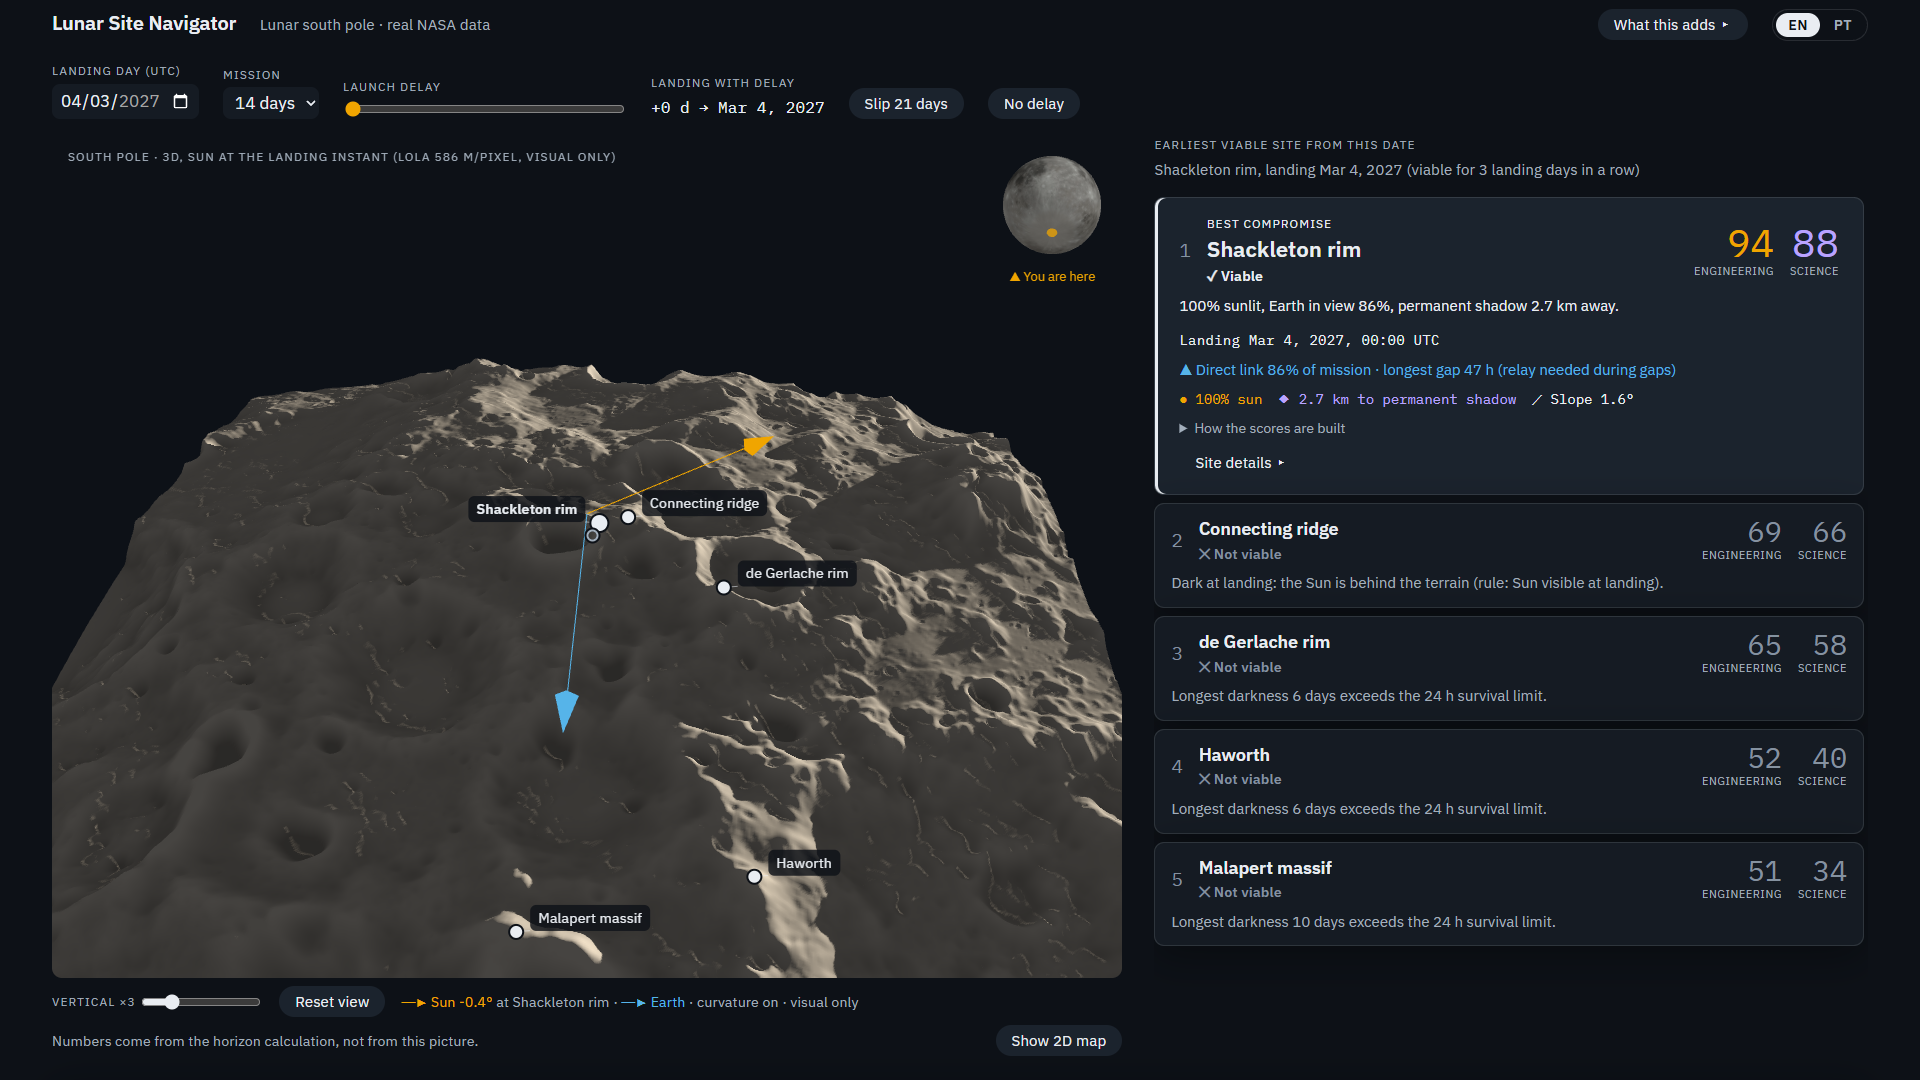 Lunar Site Navigator
Lunar south pole · real NASA data
What this adds ▸
EN PT
LANDING DAY (UTC)
04/03/2027
MISSION
14 days
LAUNCH DELAY
LANDING WITH DELAY
+0 d → Mar 4, 2027
Slip 21 days
No delay
SOUTH POLE · 3D, SUN AT THE LANDING INSTANT (LOLA 586 M/PIXEL, VISUAL ONLY)
▲ You are here
Shackleton rim
Connecting ridge
de Gerlache rim
Haworth
Malapert massif
VERTICAL ×3
Reset view
—▸ Sun -0.4° at Shackleton rim · —▸ Earth · curvature on · visual only
Numbers come from the horizon calculation, not from this picture.
Show 2D map
EARLIEST VIABLE SITE FROM THIS DATE
Shackleton rim, landing Mar 4, 2027 (viable for 3 landing days in a row)
BEST COMPROMISE
1 Shackleton rim
✓ Viable
94 ENGINEERING
88 SCIENCE
100% sunlit, Earth in view 86%, permanent shadow 2.7 km away.
Landing Mar 4, 2027, 00:00 UTC
▲ Direct link 86% of mission · longest gap 47 h (relay needed during gaps)
● 100% sun ◆ 2.7 km to permanent shadow ⁄ Slope 1.6°
▶ How the scores are built
Site details ▸
2 Connecting ridge
✕ Not viable
69 ENGINEERING
66 SCIENCE
Dark at landing: the Sun is behind the terrain (rule: Sun visible at landing).
3 de Gerlache rim
✕ Not viable
65 ENGINEERING
58 SCIENCE
Longest darkness 6 days exceeds the 24 h survival limit.
4 Haworth
✕ Not viable
52 ENGINEERING
40 SCIENCE
Longest darkness 6 days exceeds the 24 h survival limit.
5 Malapert massif
✕ Not viable
51 ENGINEERING
34 SCIENCE
Longest darkness 10 days exceeds the 24 h survival limit.